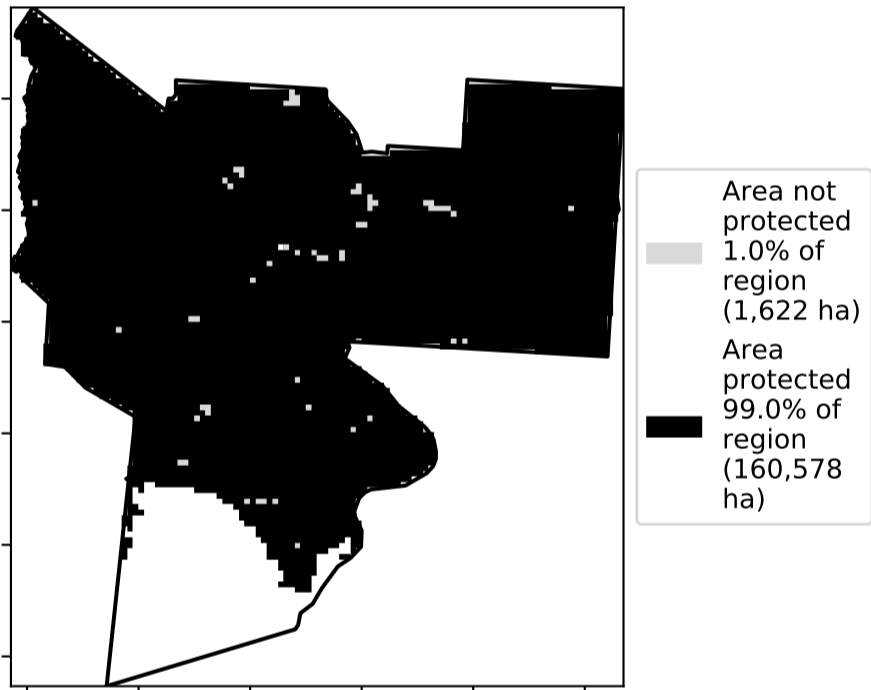 Area not
protected
1.0% of
region
(1,622 ha)
Area
protected
99.0% of
region
(160,578
ha)